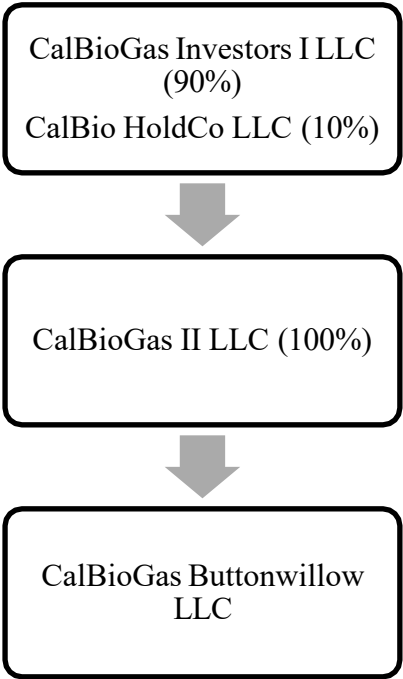 CalBioGas Investors I LLC
(90%)
CalBio HoldCo LLC (10%)
CalBioGas II LLC (100%)
CalBioGas Buttonwillow
LLC